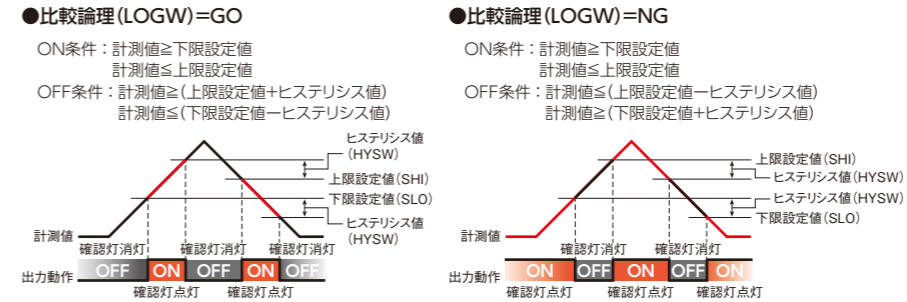 ●比較論理(LOGW)=GO
ON条件：計測値≧下限設定値
計測値≦上限設定値
OFF条件：計測値≧(上限設定値+ヒステリシス値)
計測値≦(下限設定値ーヒステリシス値)
ヒステリシス値
(HYSW)
上限設定値(SHI)
下限設定値(SLO)
ヒステリシス値
(HYSW)
計測値
確認灯消灯 確認灯消灯 確認灯消灯
出力動作 OFF ON OFF ON OFF
確認灯点灯 確認灯点灯
●比較論理(LOGW)=NG
ON条件：計測値≧下限設定値
計測値≦上限設定値
OFF条件：計測値≦(上限設定値ーヒステリシス値)
計測値≧(下限設定値+ヒステリシス値)
上限設定値(SHI)
ヒステリシス値(HYSW)
ヒステリシス値(HYSW)
下限設定値(SLO)
計測値
確認灯消灯 確認灯消灯
出力動作 ON OFF ON OFF ON
確認灯点灯 確認灯点灯 確認灯点灯